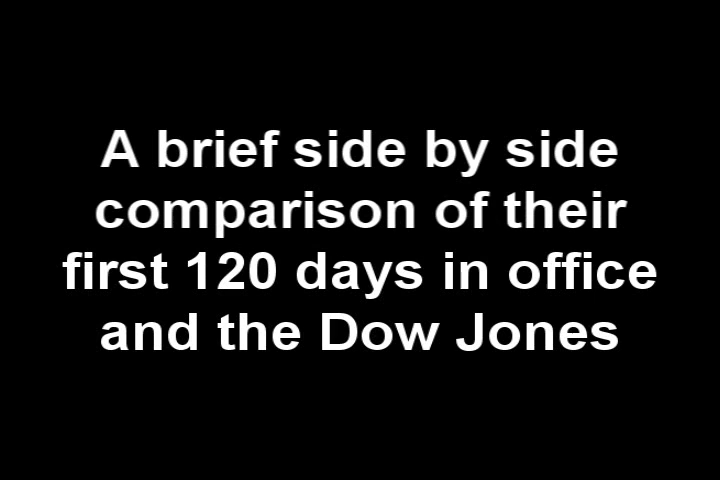 A brief side by side
comparison of their
first 120 days in office
and the Dow Jones